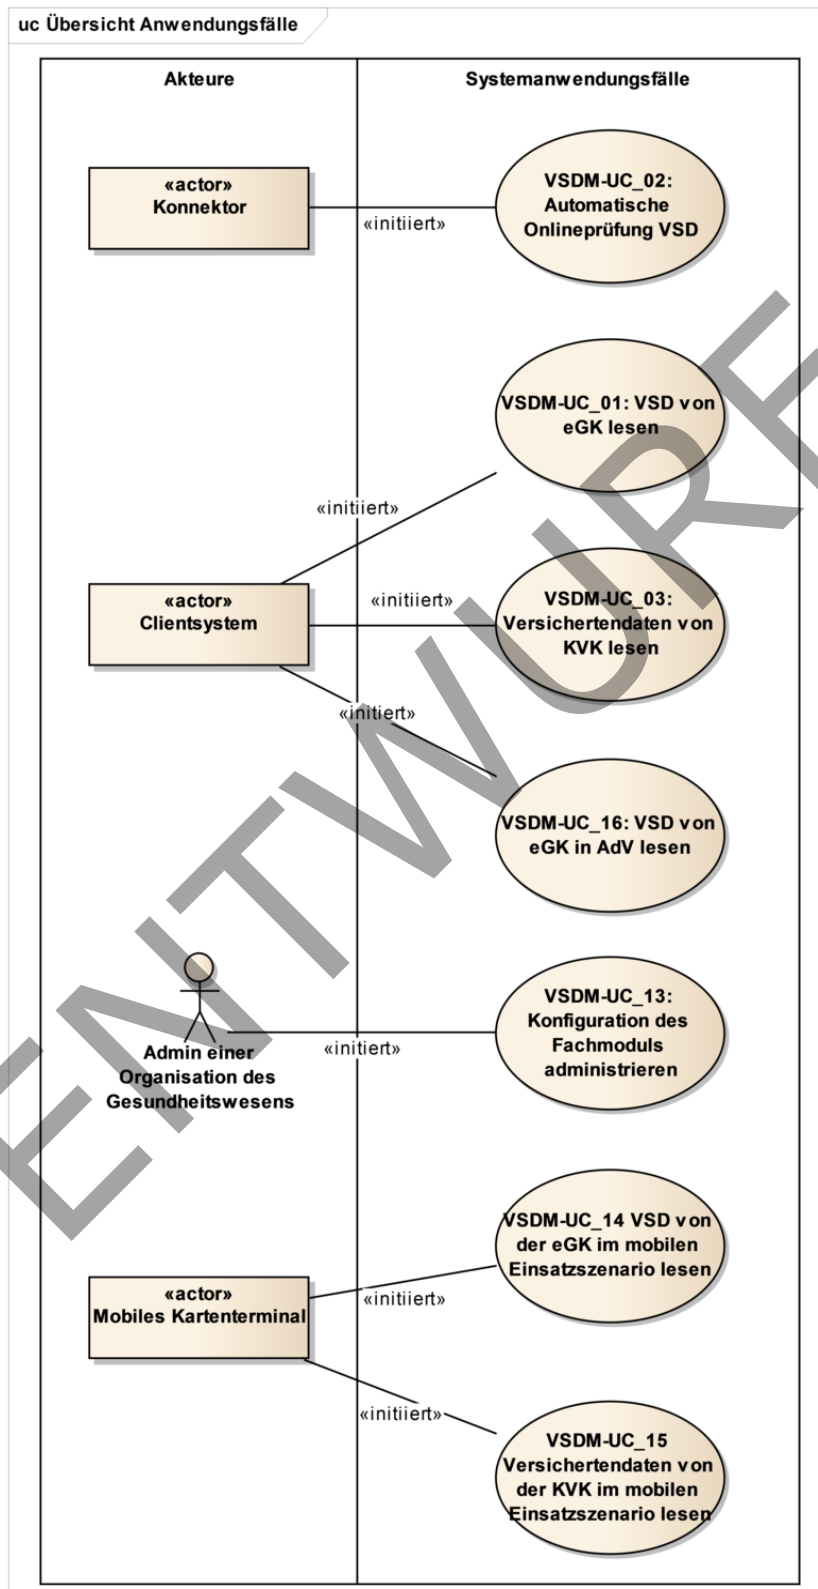 uc Übersicht Anwendungsfälle
Akteure
Systemanwendungsfälle
«actor»
Konnektor
«initiiert»
VSDM-UC_02:
Automatische
Onlineprüfung VSD
VSDM-UC_01: VSD von
eGK lesen
«initiiert»
«actor»
Clientsystem
«initiiert»
VSDM-UC_03:
Versichertendaten von
KVK lesen
«initiert»
VSDM-UC_16: VSD von
eGK in AdV lesen
Admin einer
Organisation des
Gesundheitswesens
«initiert»
VSDM-UC_13:
Konfiguration des
Fachmoduls
administrieren
«actor»
Mobiles Kartenterminal
«initiiert»
VSDM-UC_14 VSD von
der eGK im mobilen
Einsatzszenario lesen
«initiiert»
VSDM-UC_15
Versichertendaten von
der KVK im mobilen
Einsatzszenario lesen
ENTWURF